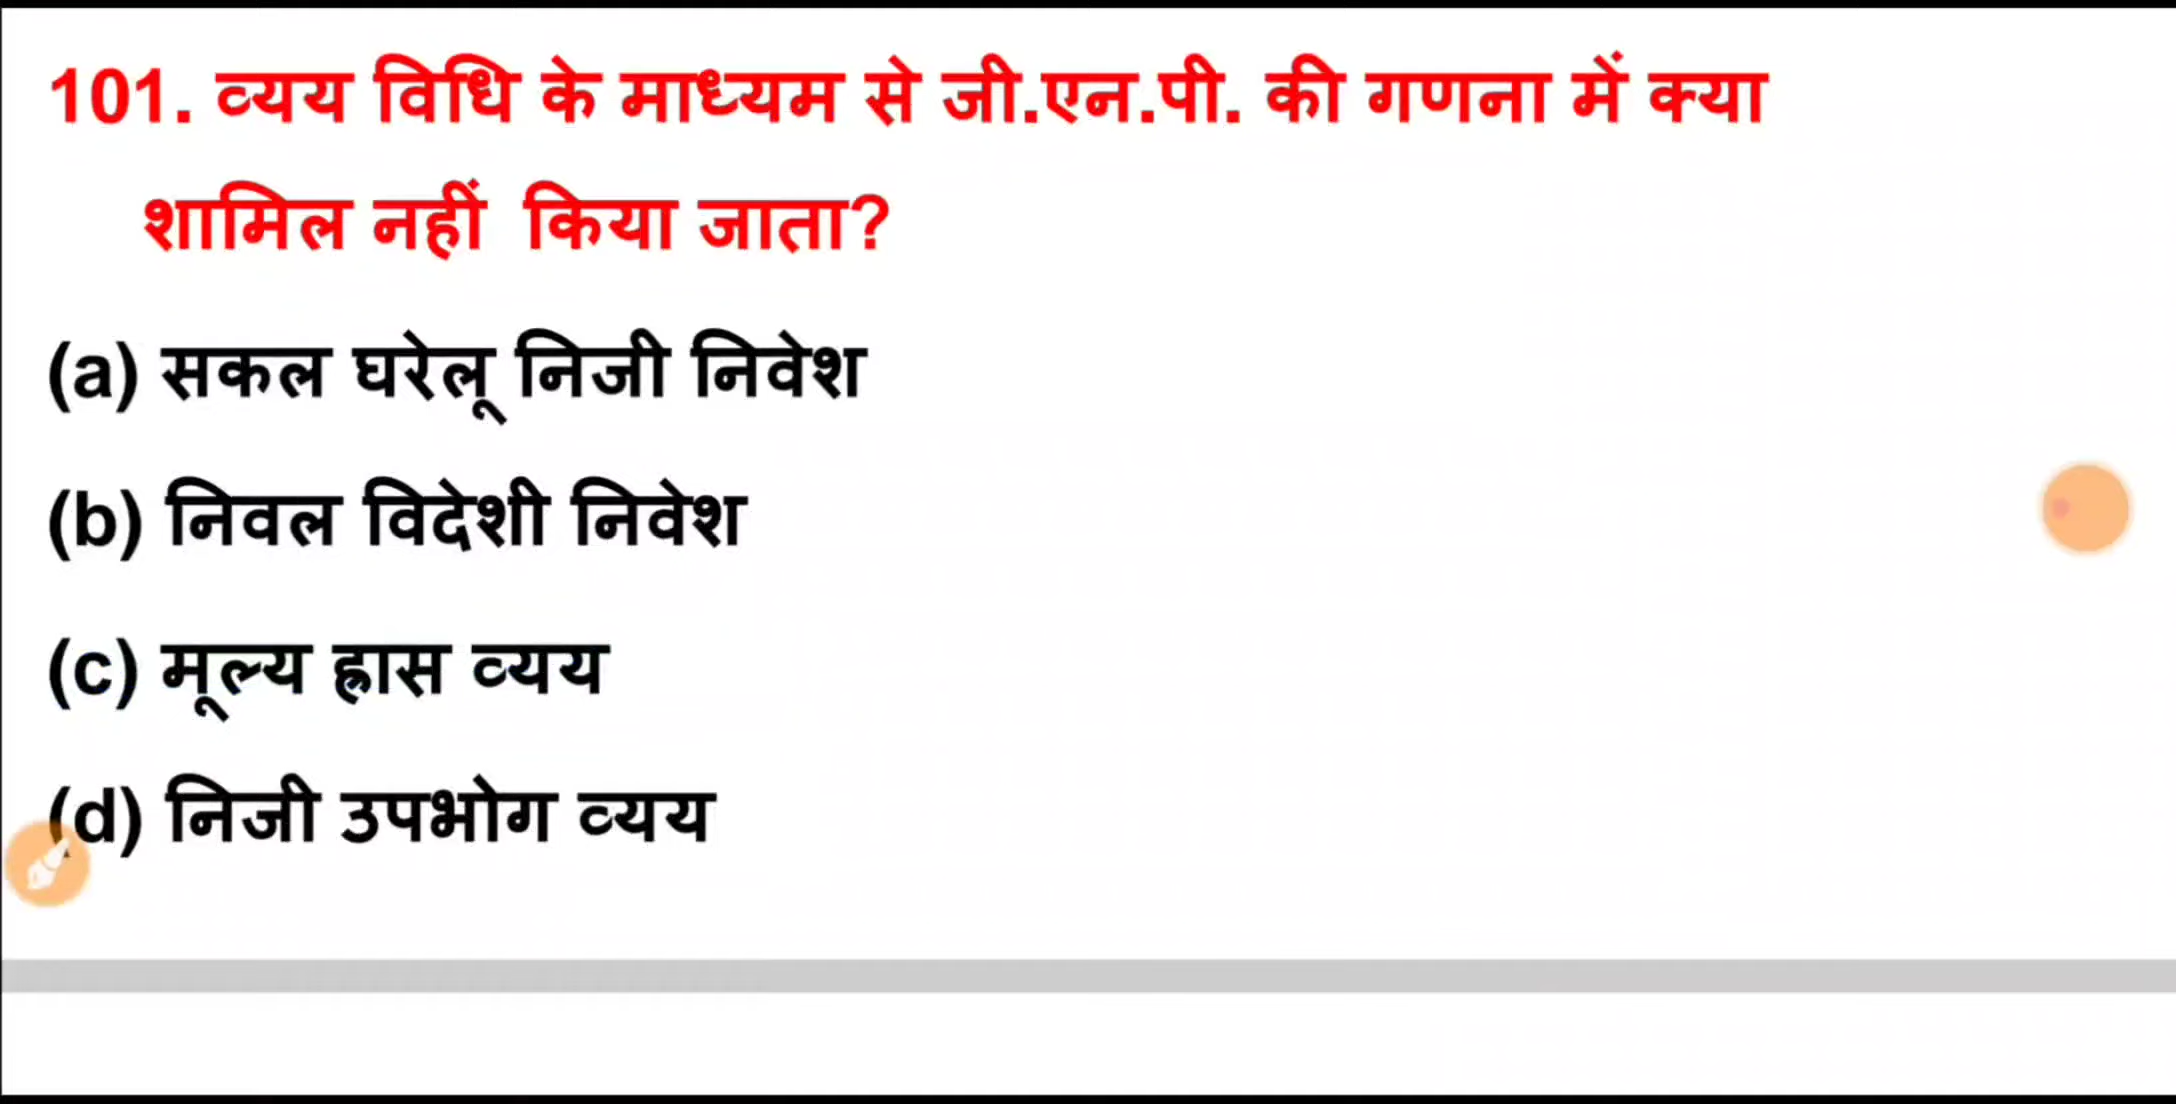 101. व्यय विधि के माध्यम से जी.एन.पी. की गणना में क्या
शामिल नहीं किया जाता?
(a) सकल घरेलू निजी निवेश
(b) निवल विदेशी निवेश
(c) मूल्य ह्रास व्यय
(d) निजी उपभोग व्यय